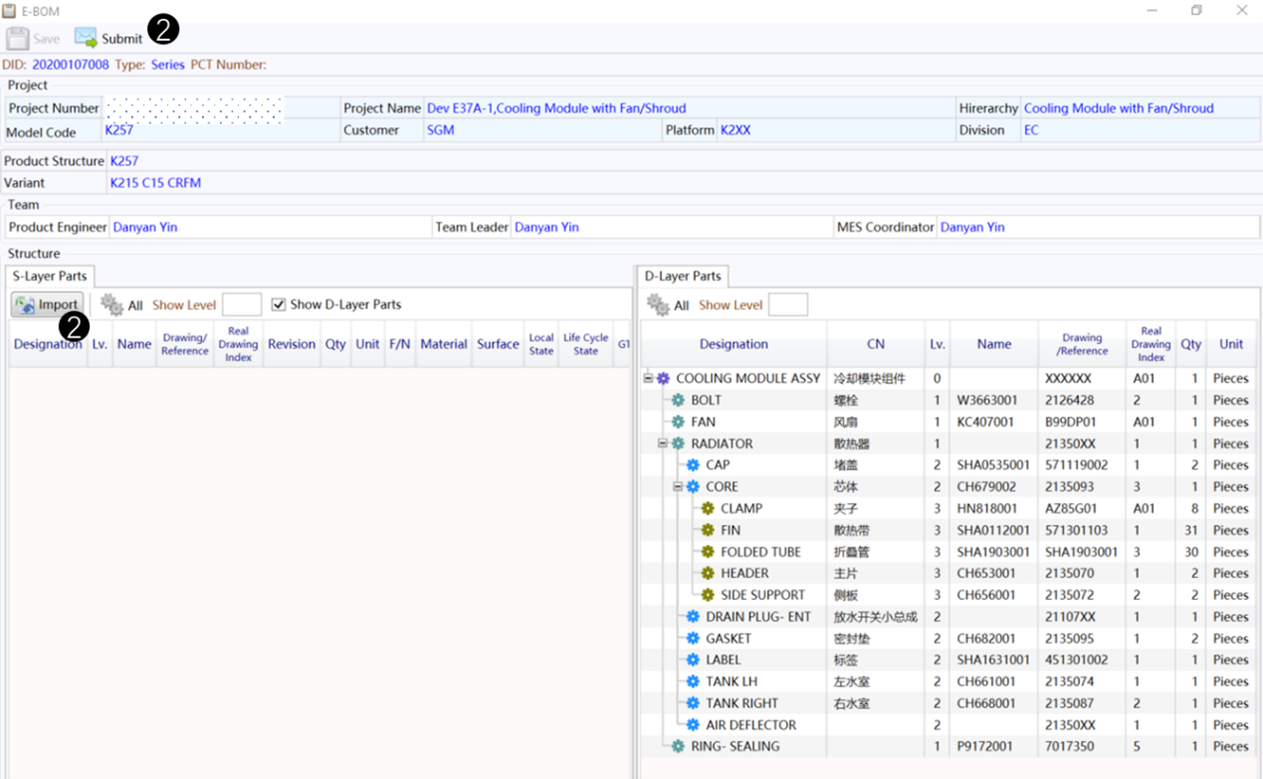 E-BOM
Save Submit 2
DID: 20200107008 Type: Series PCT Number:
Project
Project Number Project Name Dev E37A-1,Cooling Module with Fan/Shroud Hirerarchy Cooling Module with Fan/Shroud
Model Code K257 Customer SGM Platform K2XX Division EC
Product Structure K257
Variant K215 C15 CRFM
Team
Product Engineer Danyan Yin Team Leader Danyan Yin MES Coordinator Danyan Yin
Structure
S-Layer Parts
Import 2 All Show Level Show D-Layer Parts
Designation Lv. Name Drawing/ Reference Real Drawing Index Revision Qty Unit F/N Material Surface Local State Life Cycle State GT
D-Layer Parts
All Show Level
Designation CN Lv. Name Drawing /Reference Real Drawing Index Qty Unit
COOLING MODULE ASSY 冷却模块组件 0 XXXXXX A01 1 Pieces
BOLT 螺栓 1 W3663001 2126428 2 1 Pieces
FAN 风扇 1 KC407001 B99DP01 A01 1 Pieces
RADIATOR 散热器 1 21350XX 1 1 Pieces
CAP 堵盖 2 SHA0535001 571119002 1 2 Pieces
CORE 芯体 2 CH679002 2135093 3 1 Pieces
CLAMP 夹子 3 HN818001 AZ85G01 A01 8 Pieces
FIN 散热带 3 SHA0112001 571301103 1 31 Pieces
FOLDED TUBE 折叠管 3 SHA1903001 SHA1903001 3 30 Pieces
HEADER 主片 3 CH653001 2135070 1 2 Pieces
SIDE SUPPORT 侧板 3 CH656001 2135072 2 2 Pieces
DRAIN PLUG- ENT 放水开关小总成 2 21107XX 1 1 Pieces
GASKET 密封垫 2 CH682001 2135095 1 2 Pieces
LABEL 标签 2 SHA1631001 451301002 1 1 Pieces
TANK LH 左水室 2 CH661001 2135074 1 1 Pieces
TANK RIGHT 右水室 2 CH668001 2135087 2 1 Pieces
AIR DEFLECTOR 2 21350XX 1 1 Pieces
RING- SEALING 1 P9172001 7017350 5 1 Pieces